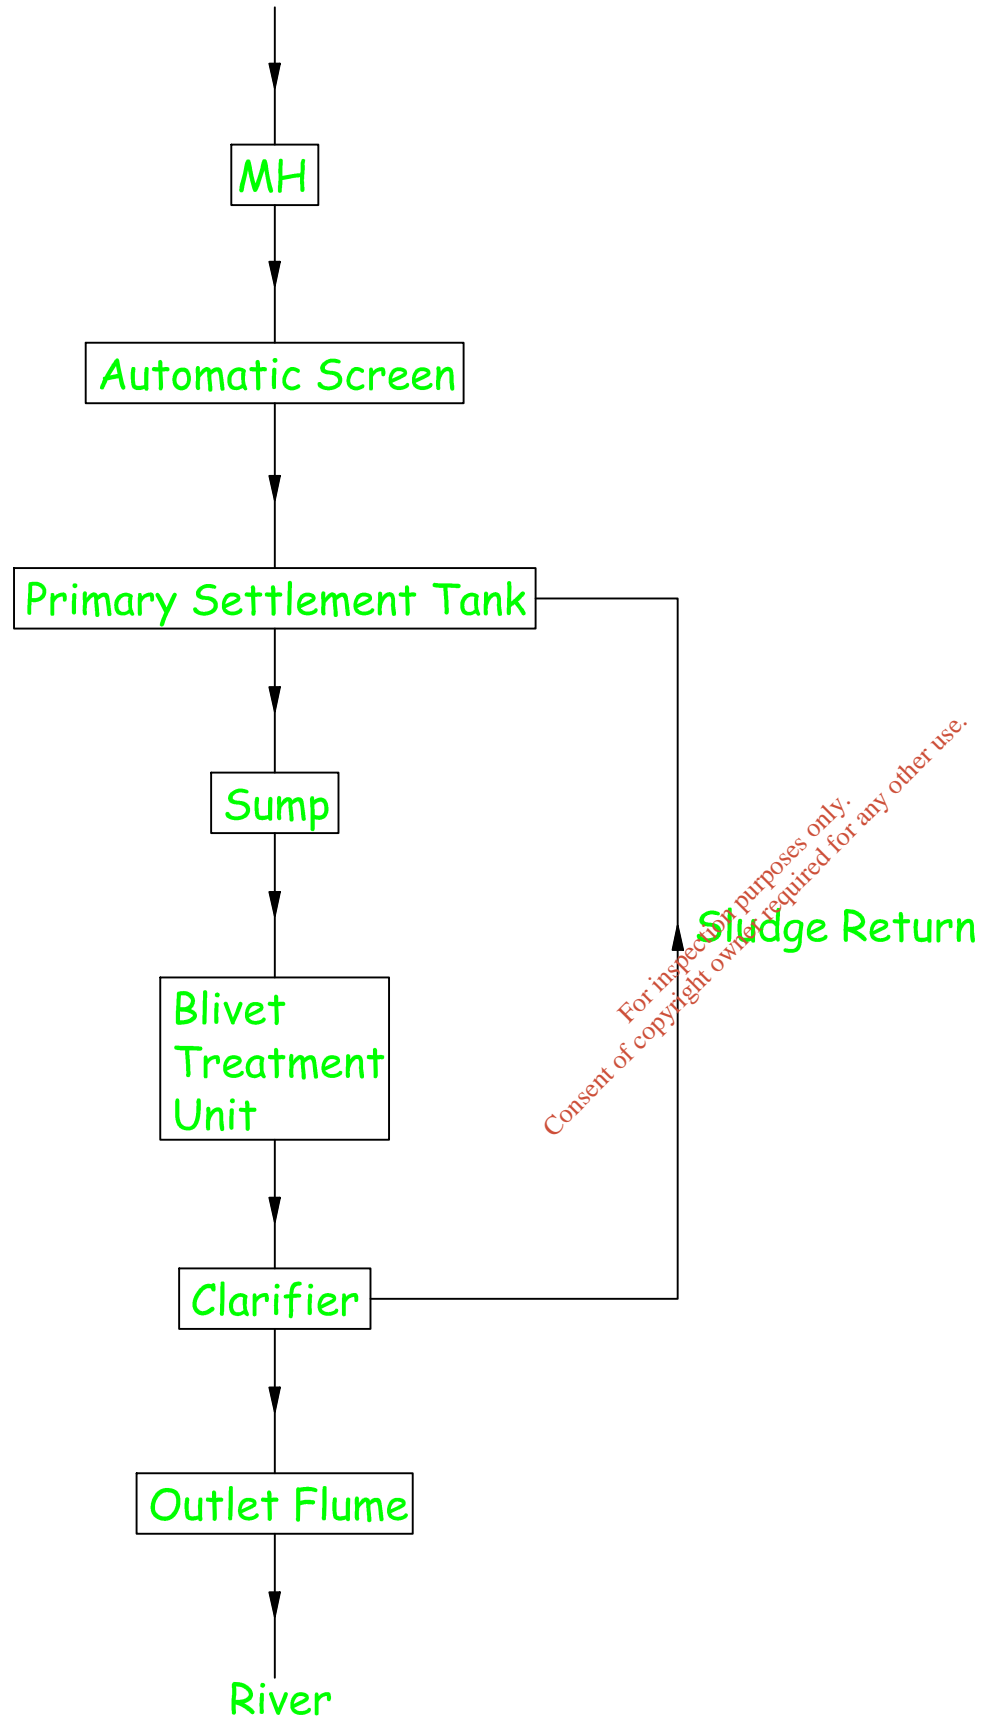 MH
Automatic Screen
Primary Settlement Tank
Sump
For inspection purposes only.
Consent of copyright owner required for any other use.
Sludge Return
Blivet
Treatment
Unit
Clarifier
Outlet Flume
River